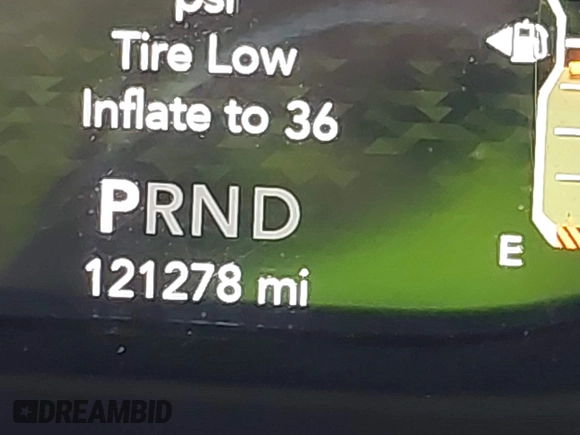 psi
Tire Low
Inflate to 36
PRND
121278 mi
E
DREAMBID